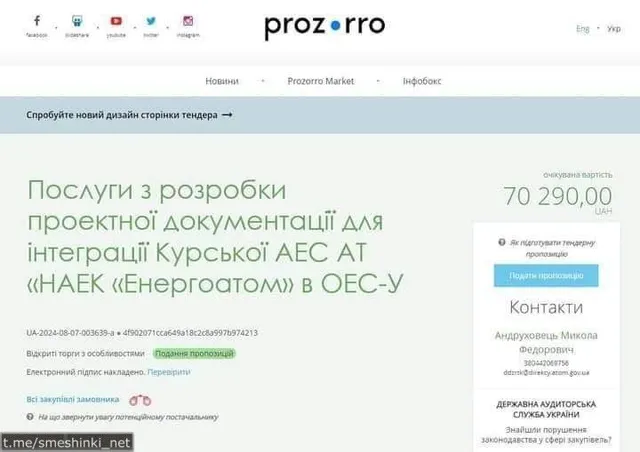 facebook
slideshare
youtube
twitter
instagram
prozorro
Eng
Укр
Новини
Prozorro Market
Інфобокс
Спробуйте новий дизайн сторінки тендера →
Послуги з розробки
проектної документації для
інтеграції Курської АЕС АТ
«НАЕК «Енергоатом» в ОЕС-У
UA-2024-08-07-003639-a ● 4f902071cca649a18c2c8a997b974213
Відкриті торги з особливостями Подання пропозицій
Електронний підпис накладено. Перевірити
Всі закупівлі замовника
На що звернути увагу потенційному постачальнику
очікувана вартість
70 290,00
UAH
Як підготувати тендерну
пропозицію
Подати пропозицію
Контакти
Андруховець Микола
Федорович
380442069756
ddztrtk@direkcy.atom.gov.ua
ДЕРЖАВНА АУДИТОРСЬКА
СЛУЖБА УКРАЇНИ
Знайшли порушення
законодавства у сфері закупівель?
t.me/smeshinki_net